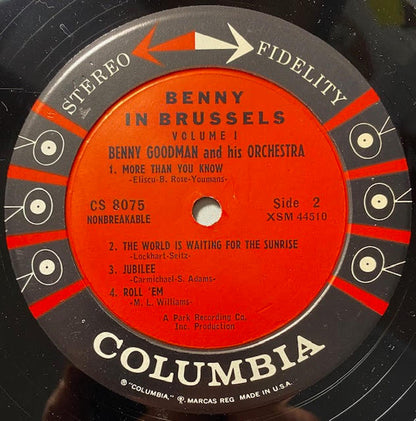 STEREO FIDELITY
BENNY
IN BRUSSELS
VOLUME I
BENNY GOODMAN and his ORCHESTRA
1. MORE THAN YOU KNOW
-Eliscu-B. Rose-Youmans-
CS 8075
NONBREAKABLE
Side 2
XSM 44510
2. THE WORLD IS WAITING FOR THE SUNRISE
-Lockhart-Seitz-
3. JUBILEE
-Carmichael-S. Adams-
4. ROLL 'EM
-M. L. Williams-
A Park Recording Co.
Inc. Production
COLUMBIA
® "COLUMBIA," ℗. MARCAS REG. MADE IN U.S.A.